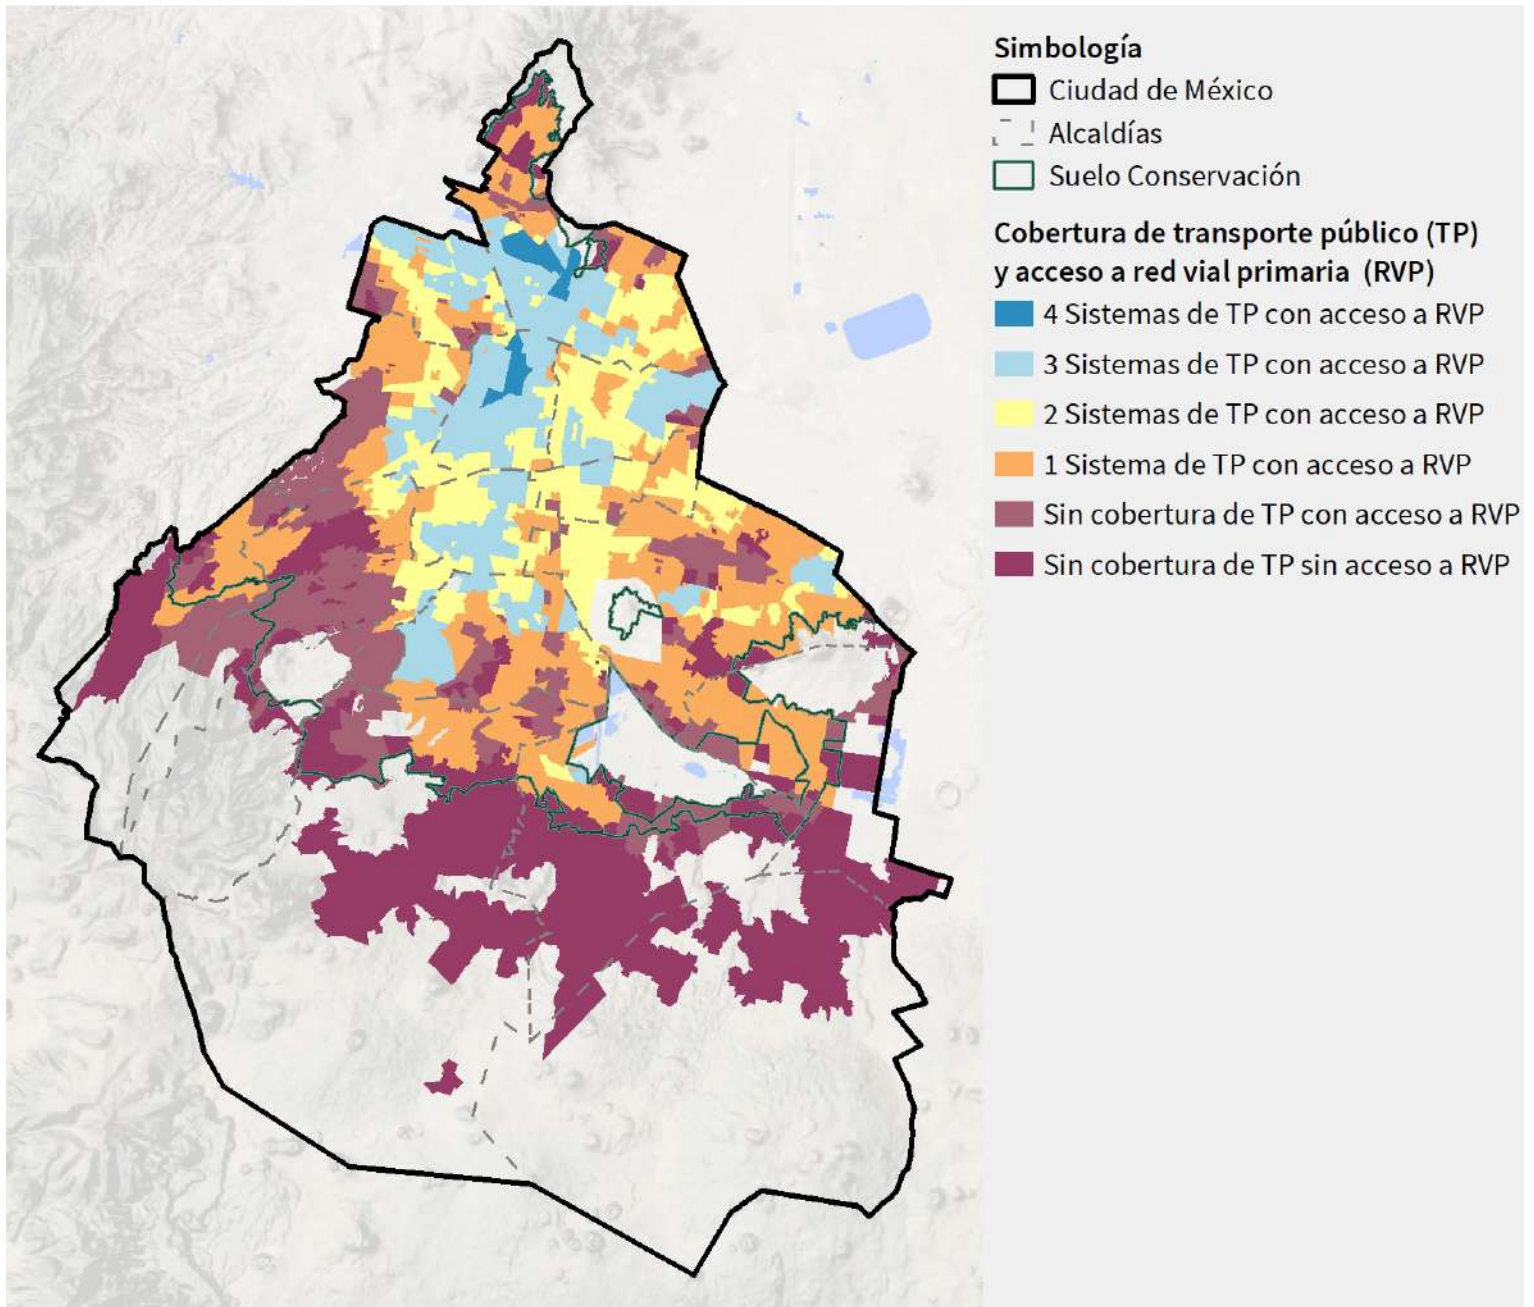 Simbología
Ciudad de México
Alcaldías
Suelo Conservación
Cobertura de transporte público (TP)
y acceso a red vial primaria (RVP)
4 Sistemas de TP con acceso a RVP
3 Sistemas de TP con acceso a RVP
2 Sistemas de TP con acceso a RVP
1 Sistema de TP con acceso a RVP
Sin cobertura de TP con acceso a RVP
Sin cobertura de TP sin acceso a RVP